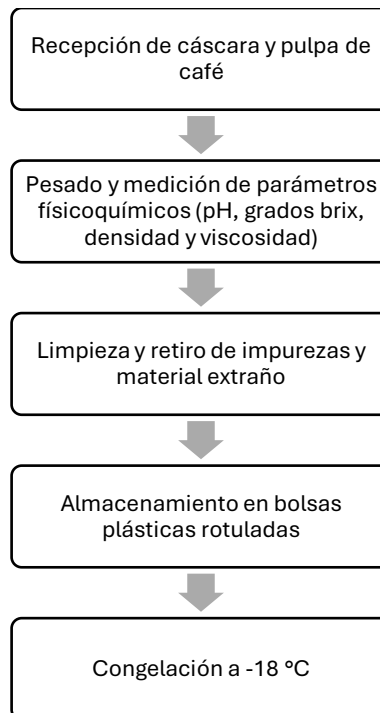 Recepción de cáscara y pulpa de
café
Pesado y medición de parámetros
físicoquímicos (pH, grados brix,
densidad y viscosidad)
Limpieza y retiro de impurezas y
material extraño
Almacenamiento en bolsas
plásticas rotuladas
Congelación a -18 °C